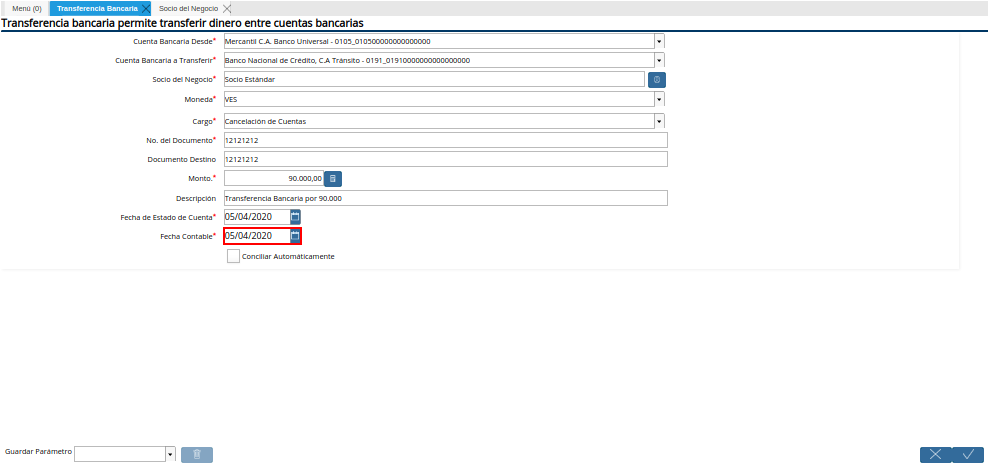 Menú (0) Transferencia Bancaria Socio del Negocio
Transferencia bancaria permite transferir dinero entre cuentas bancarias
Cuenta Bancaria Desde* Mercantil C.A. Banco Universal - 0105_010500000000000000
Cuenta Bancaria a Transferir* Banco Nacional de Crédito, C.A Tránsito - 0191_01910000000000000000
Socio del Negocio* Socio Estándar
Moneda* VES
Cargo* Cancelación de Cuentas
No. del Documento* 12121212
Documento Destino 12121212
Monto.* 90.000,00
Descripción Transferencia Bancaria por 90.000
Fecha de Estado de Cuenta* 05/04/2020
Fecha Contable* 05/04/2020
Conciliar Automáticamente
Guardar Parámetro